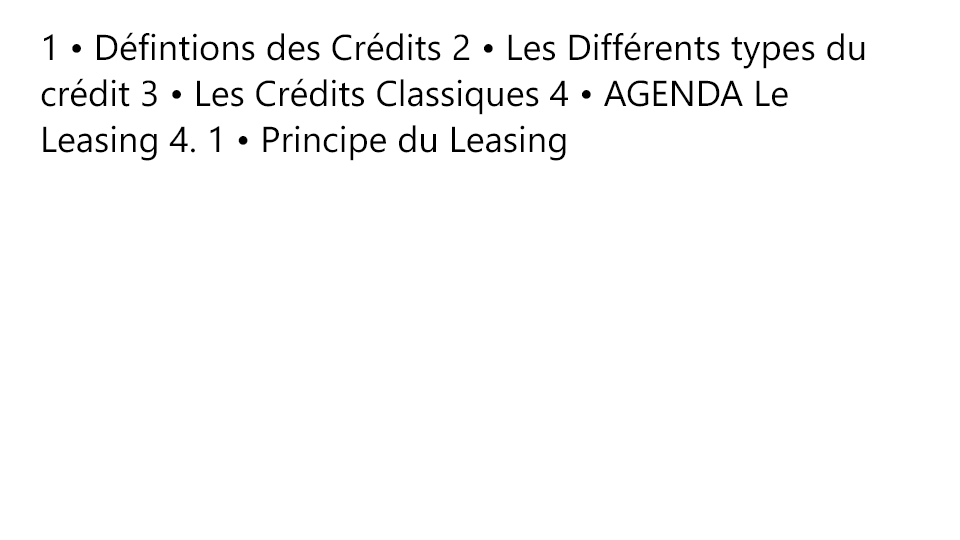 1 • Défintions des Crédits 2 • Les Différents types du
crédit 3 • Les Crédits Classiques 4 • AGENDA Le
Leasing 4. 1 • Principe du Leasing